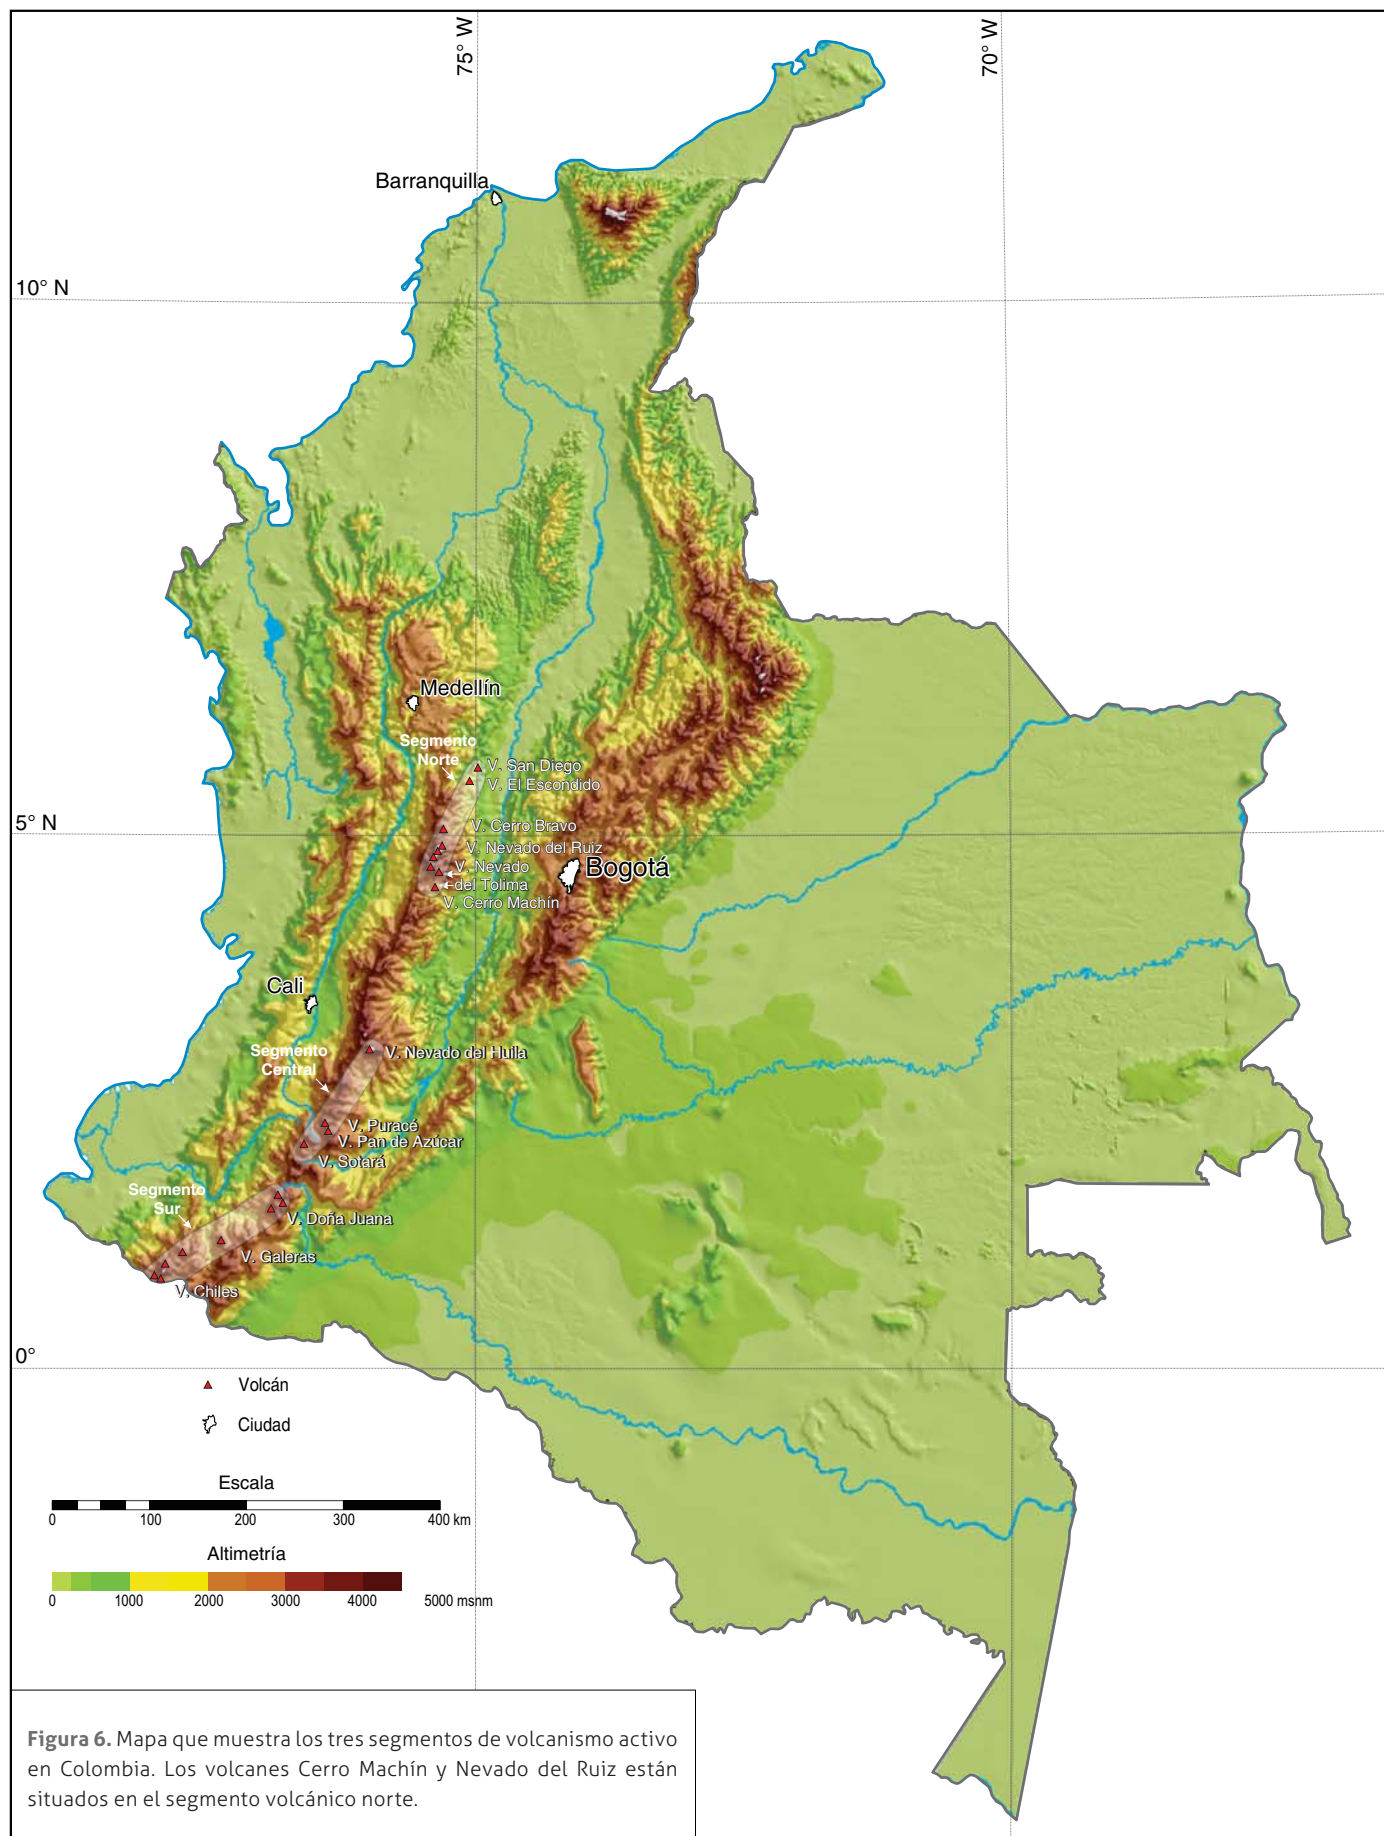 75° W
70° W
Barranquilla
10° N
Medellín
Segmento
Norte
V. San Diego
V. El Escondido
5° N
V. Cerro Bravo
V. Nevado del Ruiz
V. Nevado
del Tolima
V. Cerro Machín
Bogotá
Cali
Segmento
Central
V. Nevado del Huila
V. Puracé
V. Pan de Azúcar
V. Sotará
Segmento
Sur
V. Doña Juana
V. Galeras
V. Chiles
0°
Volcán
Ciudad
Escala
0 100 200 300 400 km
Altimetría
0 1000 2000 3000 4000 5000 msnm
Figura 6. Mapa que muestra los tres segmentos de volcanismo activo
en Colombia. Los volcanes Cerro Machín y Nevado del Ruiz están
situados en el segmento volcánico norte.